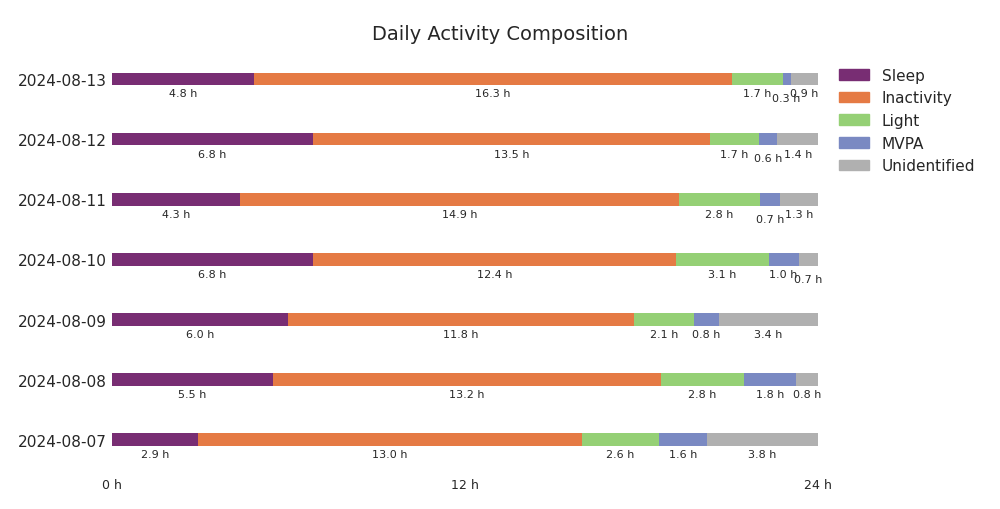 Daily Activity Composition
2024-08-13
4.8 h 16.3 h 1.7 h 0.3 h 0.9 h
2024-08-12
6.8 h 13.5 h 1.7 h 0.6 h 1.4 h
2024-08-11
4.3 h 14.9 h 2.8 h 0.7 h 1.3 h
2024-08-10
6.8 h 12.4 h 3.1 h 1.0 h 0.7 h
2024-08-09
6.0 h 11.8 h 2.1 h 0.8 h 3.4 h
2024-08-08
5.5 h 13.2 h 2.8 h 1.8 h 0.8 h
2024-08-07
2.9 h 13.0 h 2.6 h 1.6 h 3.8 h
0 h 12 h 24 h
Sleep
Inactivity
Light
MVPA
Unidentified